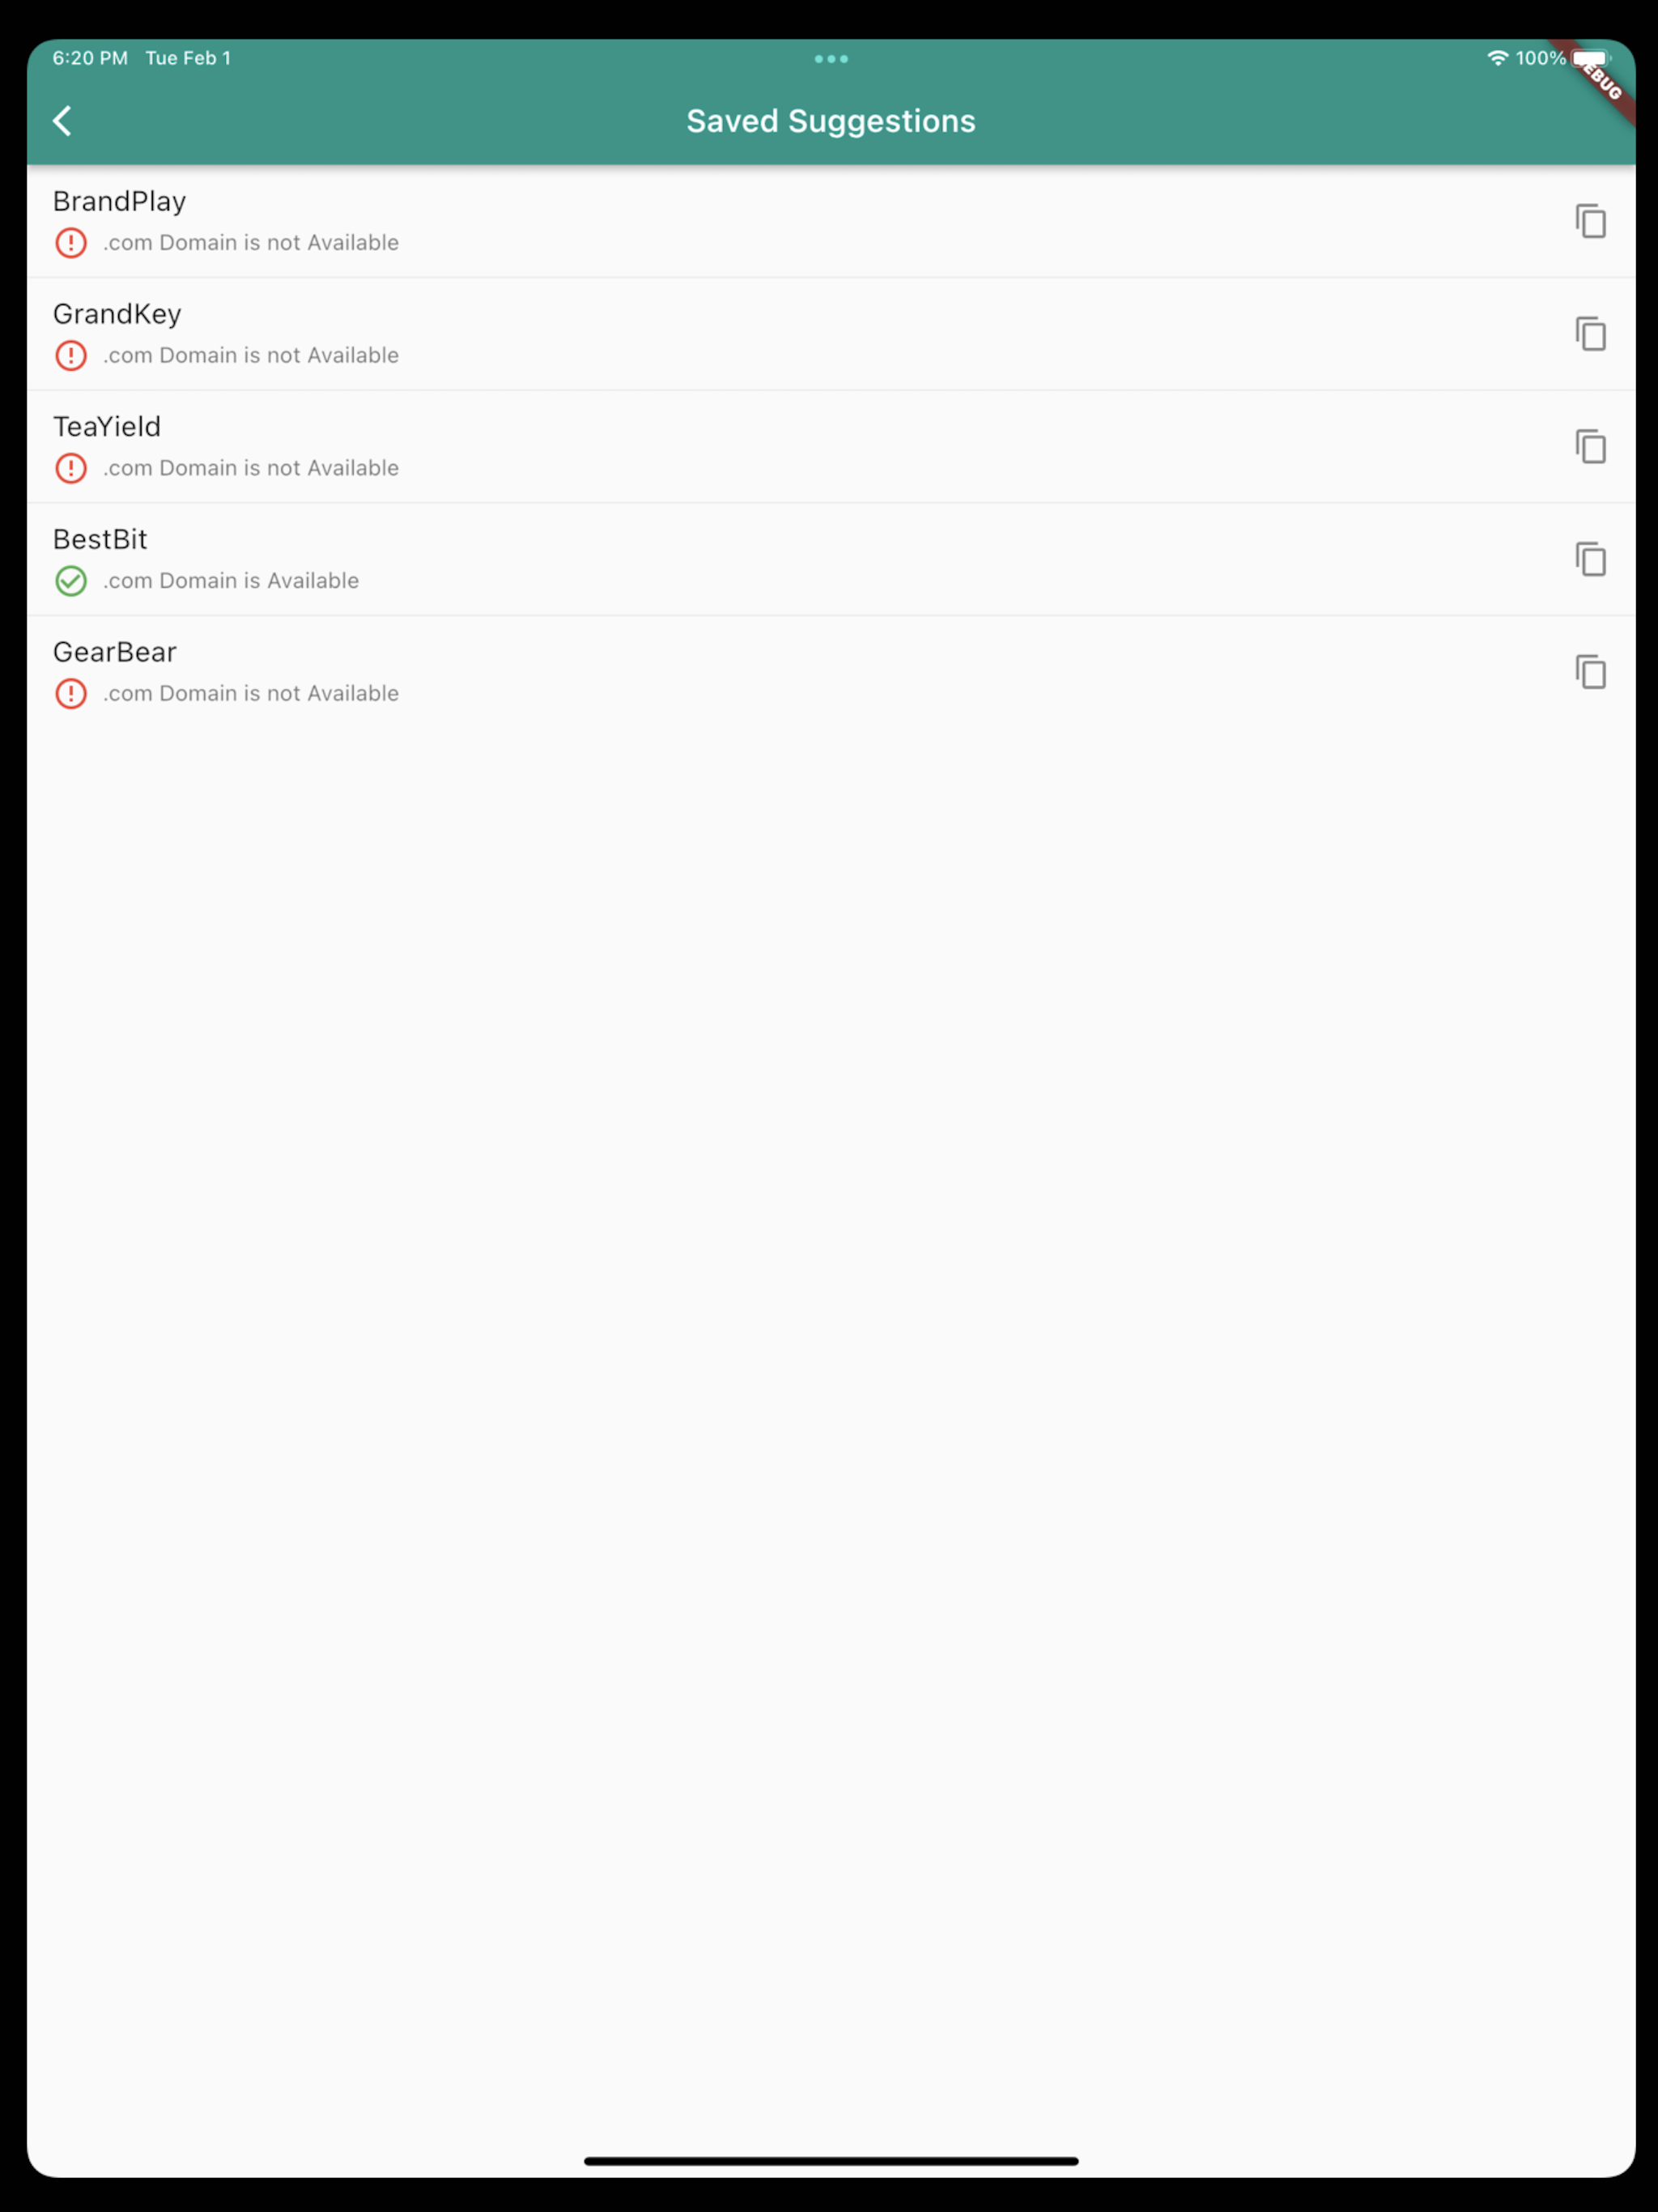 6:20 PM Tue Feb 1
100%
EBUG
Saved Suggestions
BrandPlay
.com Domain is not Available
GrandKey
.com Domain is not Available
TeaYield
.com Domain is not Available
BestBit
.com Domain is Available
GearBear
.com Domain is not Available